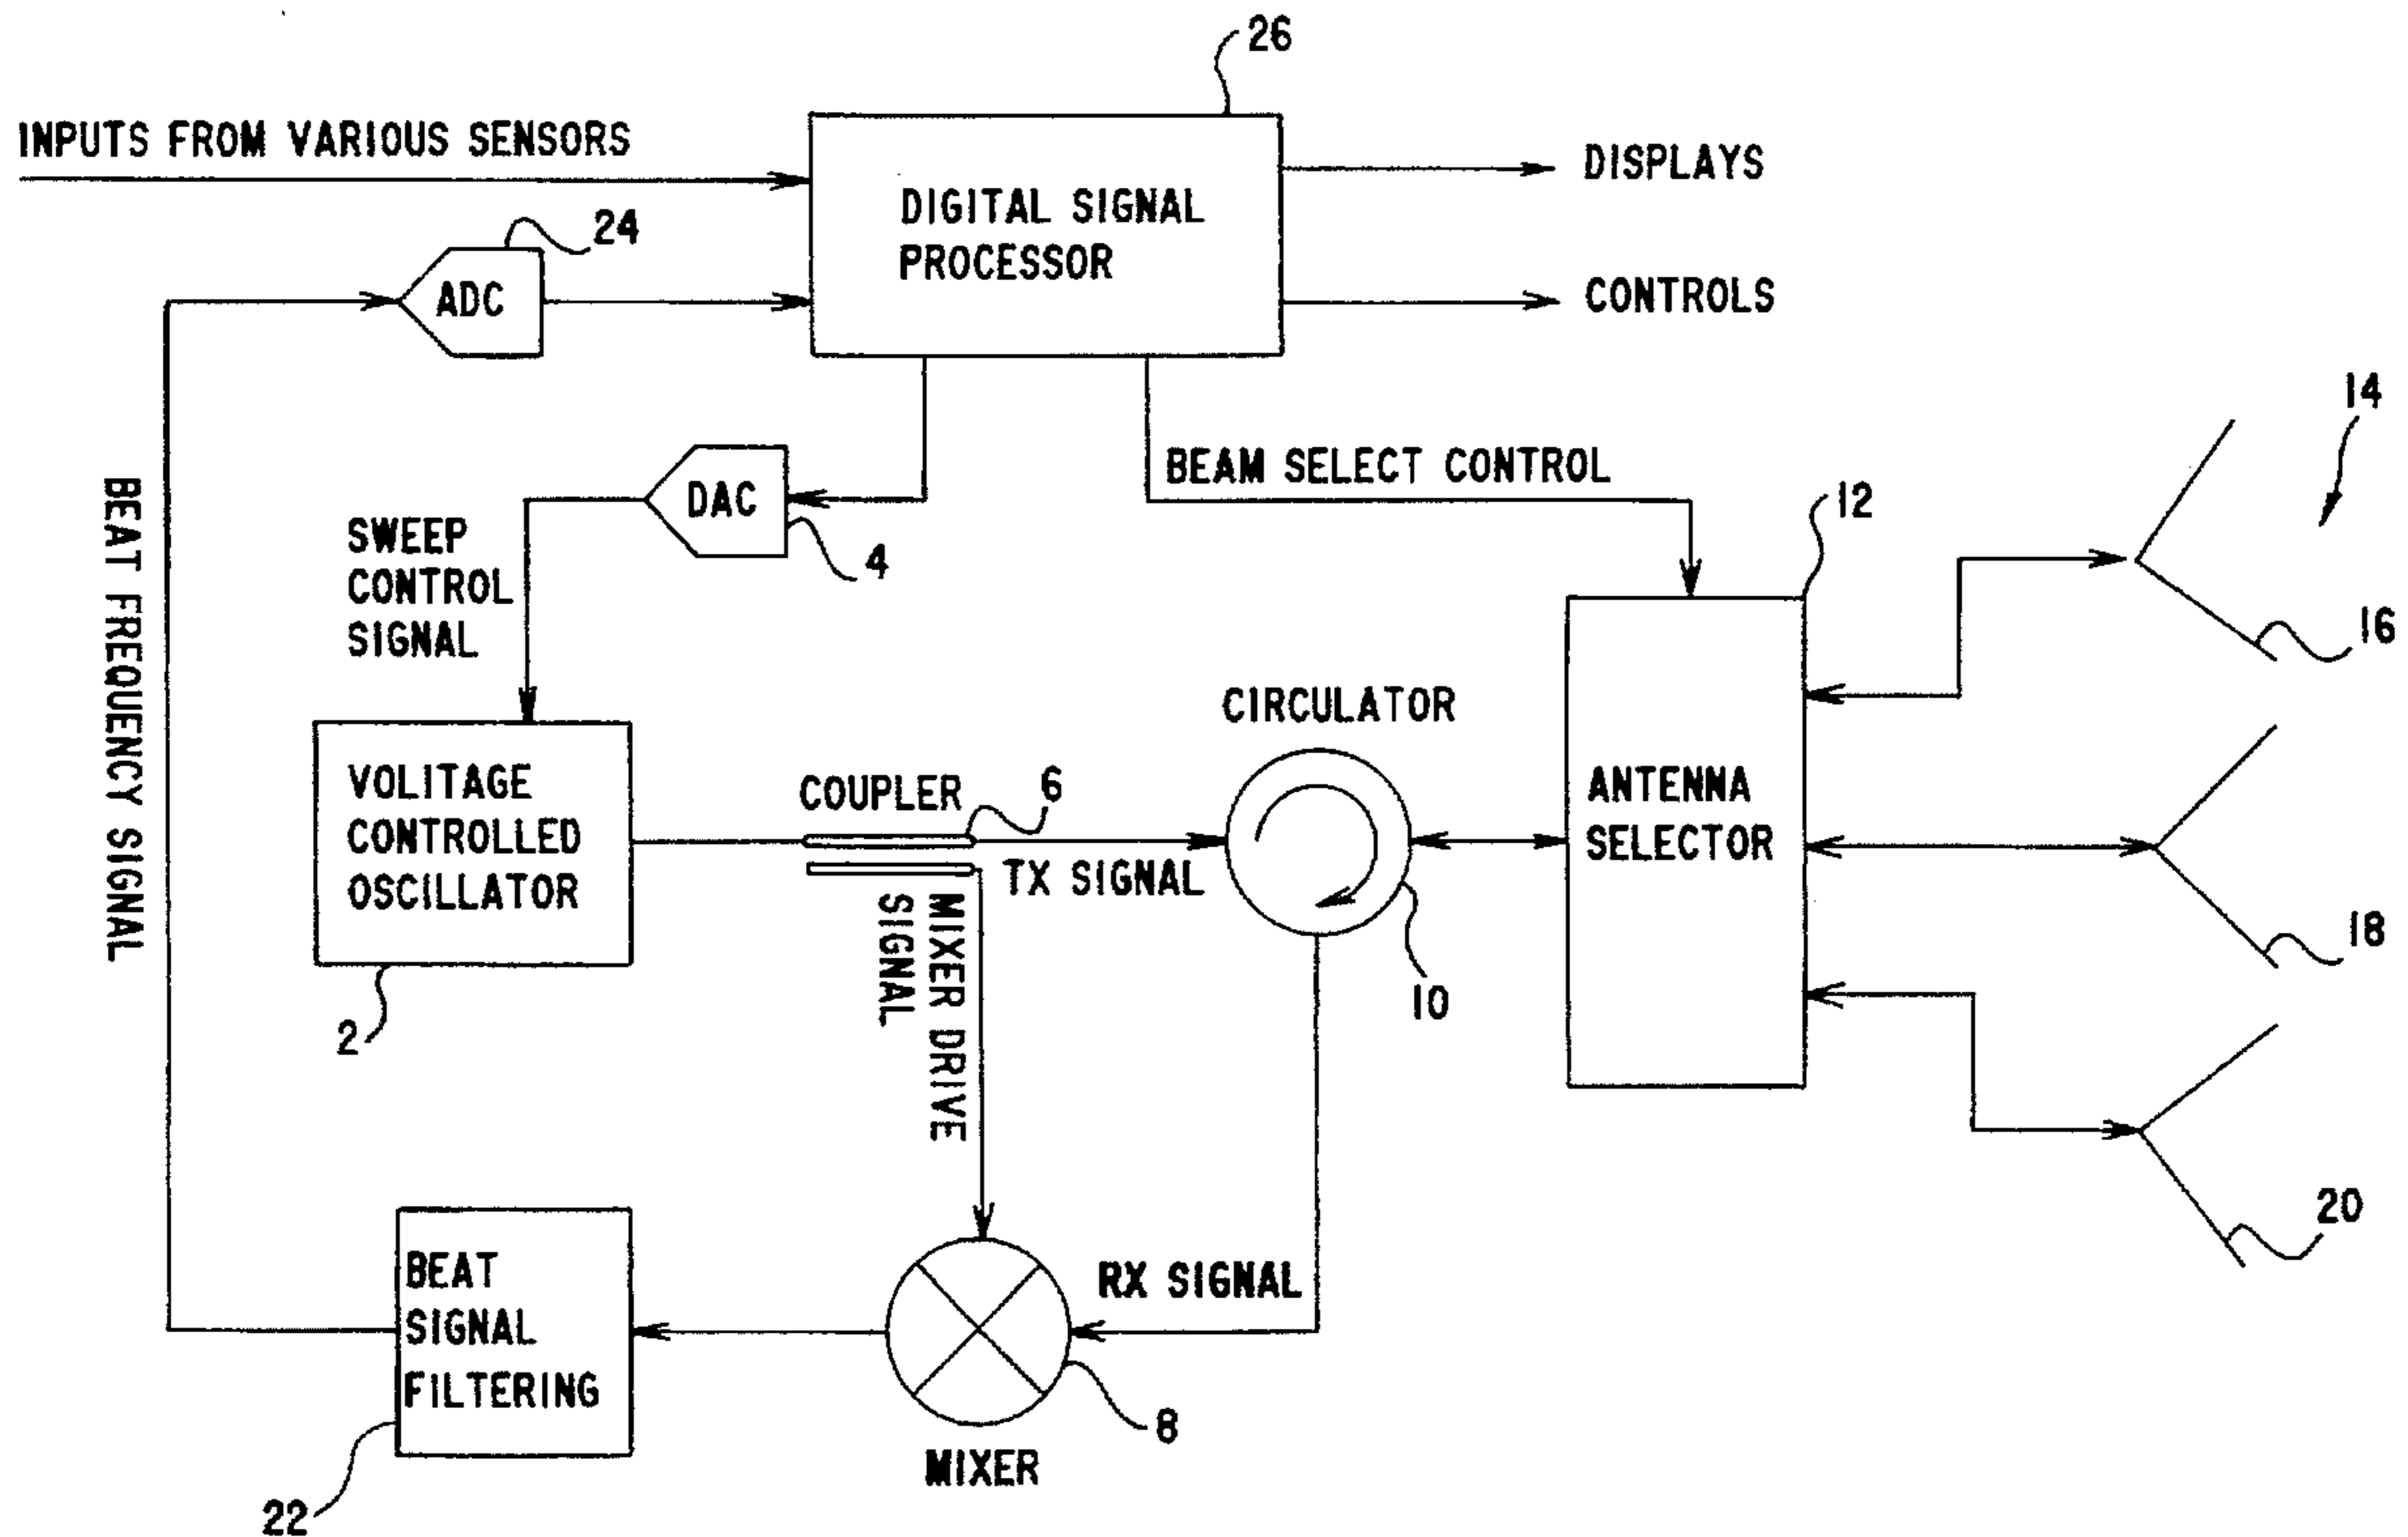 26
INPUTS FROM VARIOUS SENSORS
DISPLAYS
DIGITAL SIGNAL
PROCESSOR
24
ADC
CONTROLS
14
BEAM SELECT CONTROL
DAC
12
SWEEP
CONTROL
SIGNAL
4
16
BEAT FREQUENCY SIGNAL
CIRCULATOR
VOLITAGE
CONTROLLED
OSCILLATOR
COUPLER
6
ANTENNA
SELECTOR
TX SIGNAL
18
MIXER DRIVE
SIGNAL
10
2
20
BEAT
SIGNAL
FILTERING
RX SIGNAL
8
MIXER
22